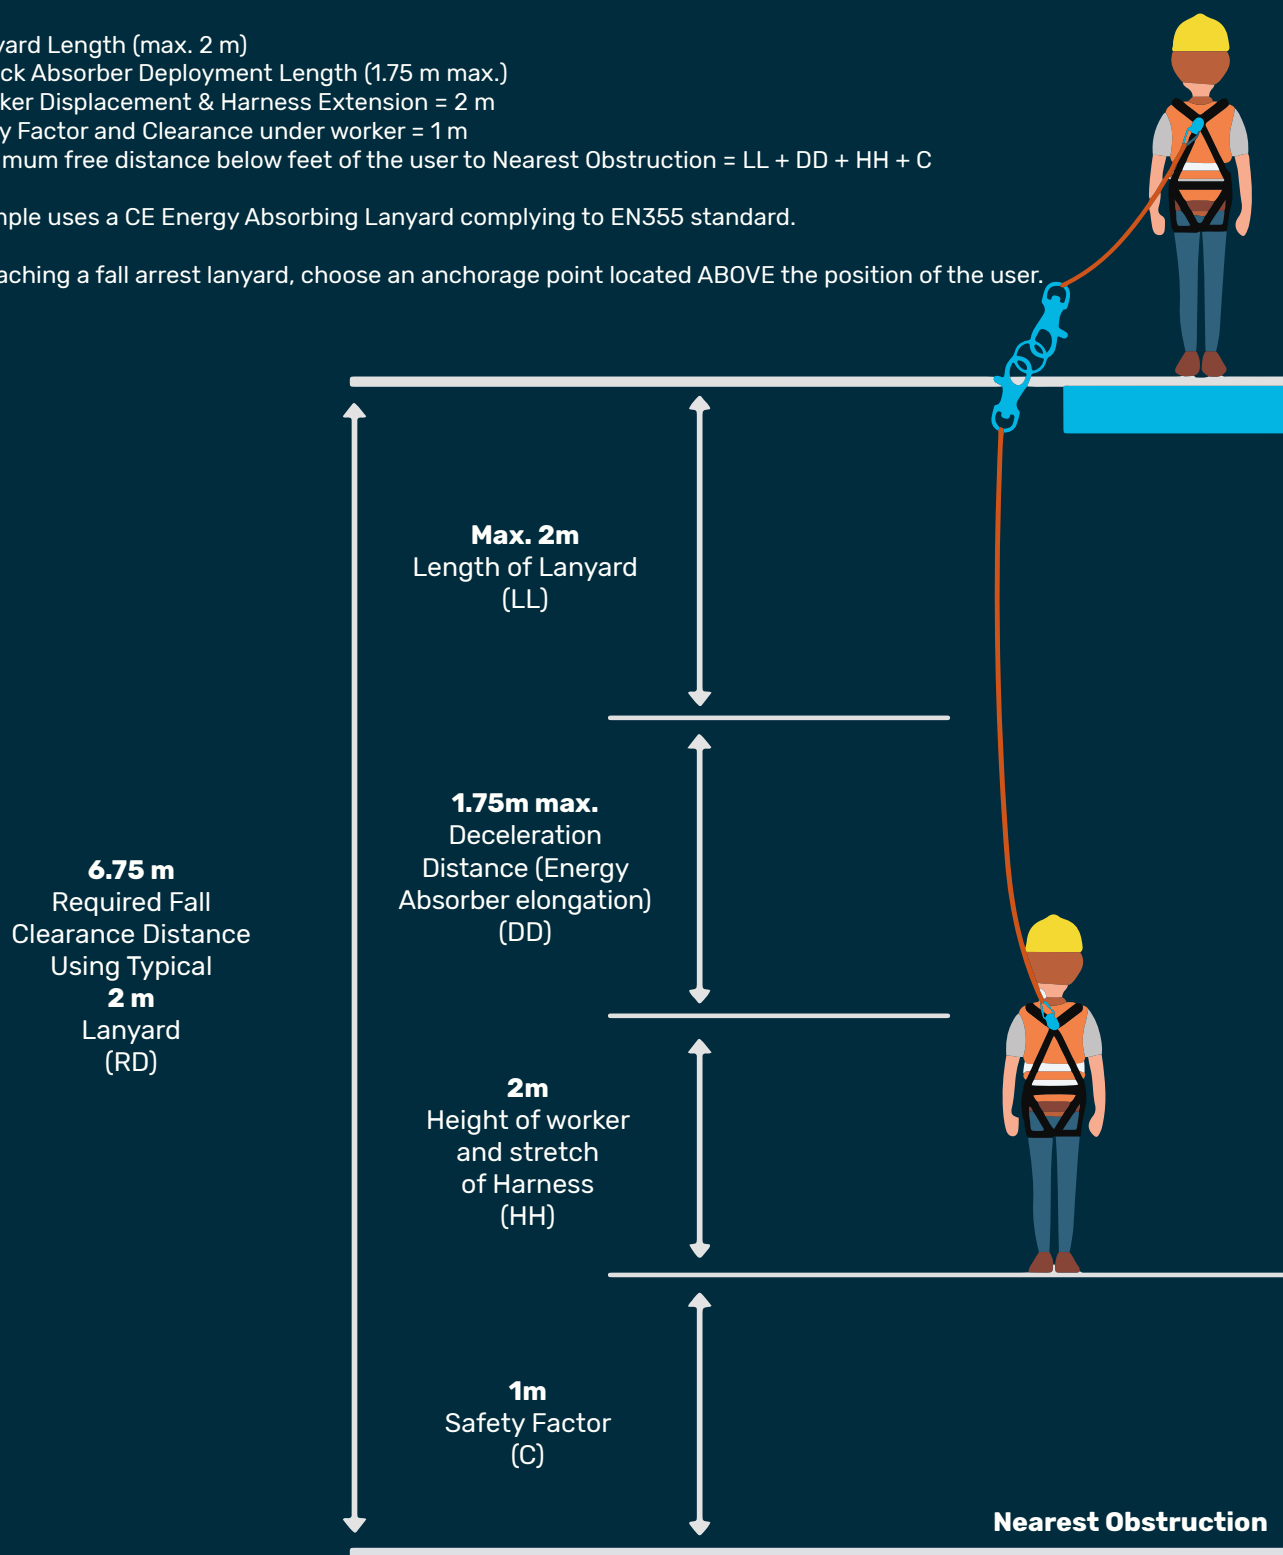 yard Length (max. 2 m)
ck Absorber Deployment Length (1.75 m max.)
ker Displacement & Harness Extension = 2 m
y Factor and Clearance under worker = 1 m
mum free distance below feet of the user to Nearest Obstruction = LL + DD + HH + C
mple uses a CE Energy Absorbing Lanyard complying to EN355 standard.
aching a fall arrest lanyard, choose an anchorage point located ABOVE the position of the user.
Max. 2m
Length of Lanyard
(LL)
1.75m max.
Deceleration
Distance (Energy
Absorber elongation)
(DD)
6.75 m
Required Fall
Clearance Distance
Using Typical
2 m
Lanyard
(RD)
2m
Height of worker
and stretch
of Harness
(HH)
1m
Safety Factor
(C)
Nearest Obstruction